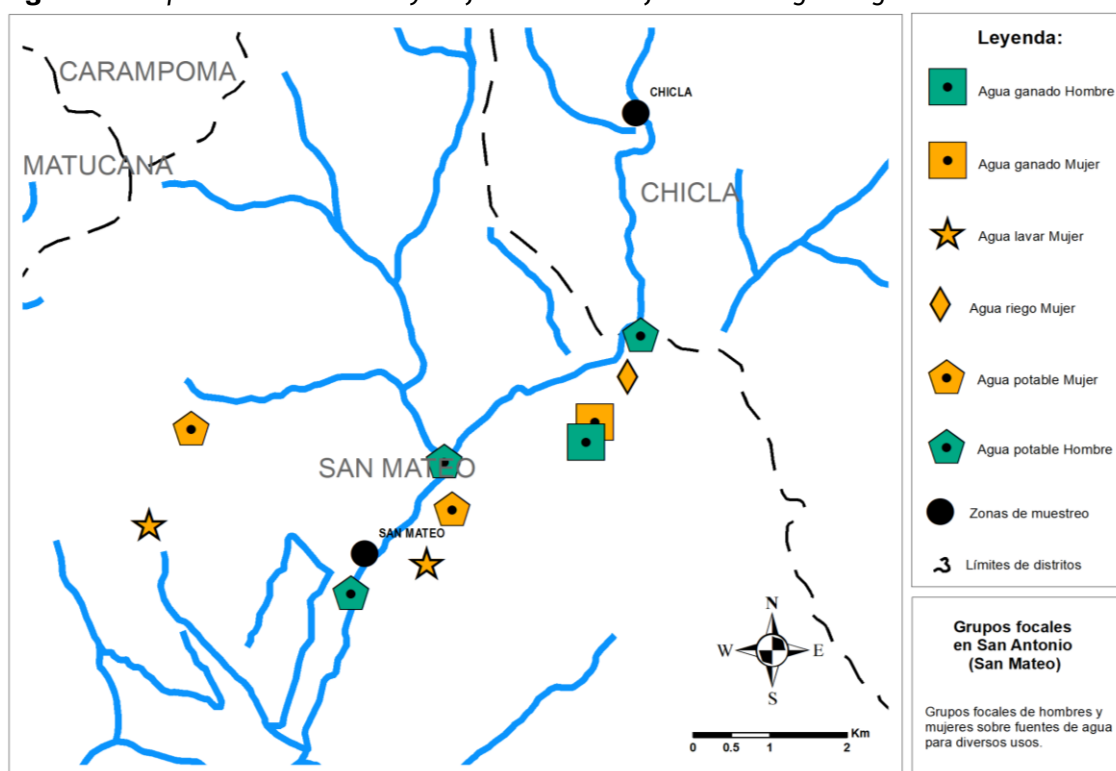 CARAMPOMA
MATUCANA
CHICLA
CHICLA
SAN MATEO
SAN MATEO
N
W
E
S
Km
0 0.5 1 2
Leyenda:
Agua ganado Hombre
Agua ganado Mujer
Agua lavar Mujer
Agua riego Mujer
Agua potable Mujer
Agua potable Hombre
Zonas de muestreo
Límites de distritos
Grupos focales
en San Antonio
(San Mateo)
Grupos focales de hombres y
mujeres sobre fuentes de agua
para diversos usos.